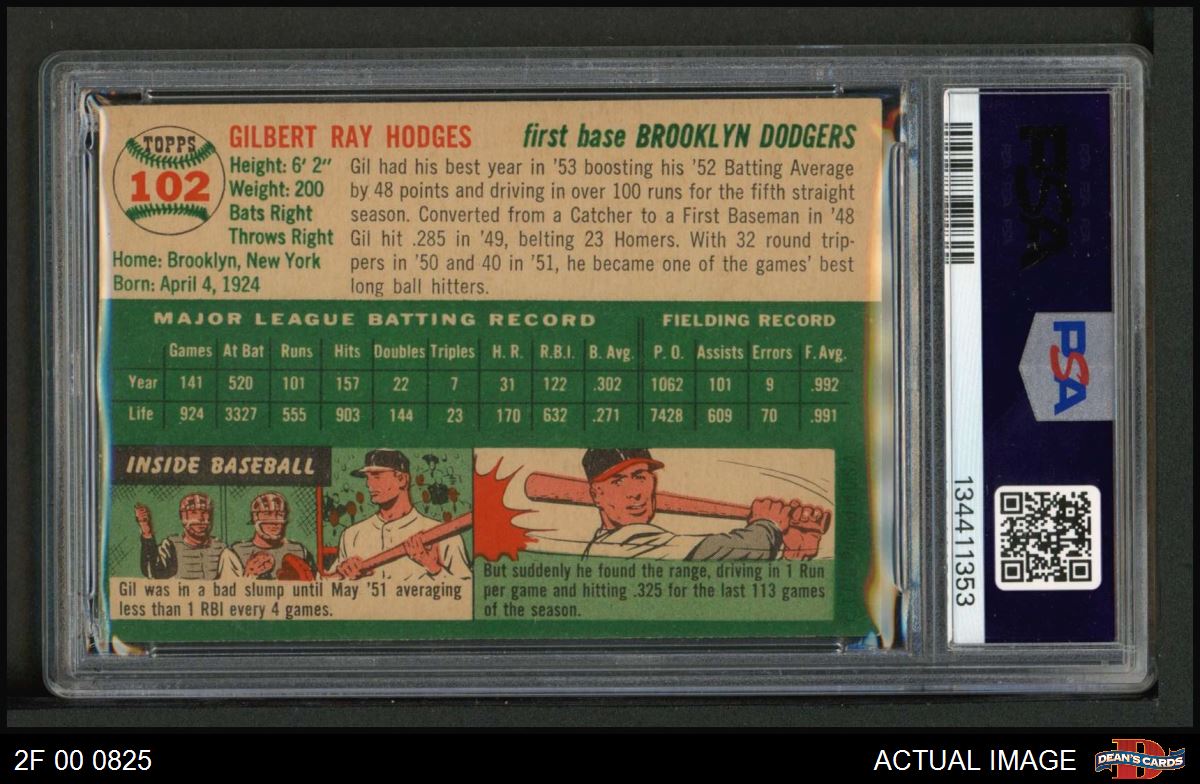 TOPPS
102
GILBERT RAY HODGES
first base BROOKLYN DODGERS
Height: 6' 2"
Weight: 200
Bats Right
Throws Right
Home: Brooklyn, New York
Born: April 4, 1924
Gil had his best year in '53 boosting his '52 Batting Average
by 48 points and driving in over 100 runs for the fifth straight
season. Converted from a Catcher to a First Baseman in '48
Gil hit .285 in '49, belting 23 Homers. With 32 round trip-
pers in '50 and 40 in '51, he became one of the games' best
long ball hitters.
MAJOR LEAGUE BATTING RECORD FIELDING RECORD
Games At Bat Runs Hits Doubles Triples H. R. R.B.I. B. Avg. P. O. Assists Errors F. Avg.
Year 141 520 101 157 22 7 31 122 .302 1062 101 9 .992
Life 924 3327 555 903 144 23 170 632 .271 7428 609 70 .991
INSIDE BASEBALL
Gil was in a bad slump until May '51 averaging
less than 1 RBI every 4 games.
But suddenly he found the range, driving in 1 Run
per game and hitting .325 for the last 113 games
of the season.
PSA
PSA
134411353
2F 00 0825
ACTUAL IMAGE
DEAN'S CARDS